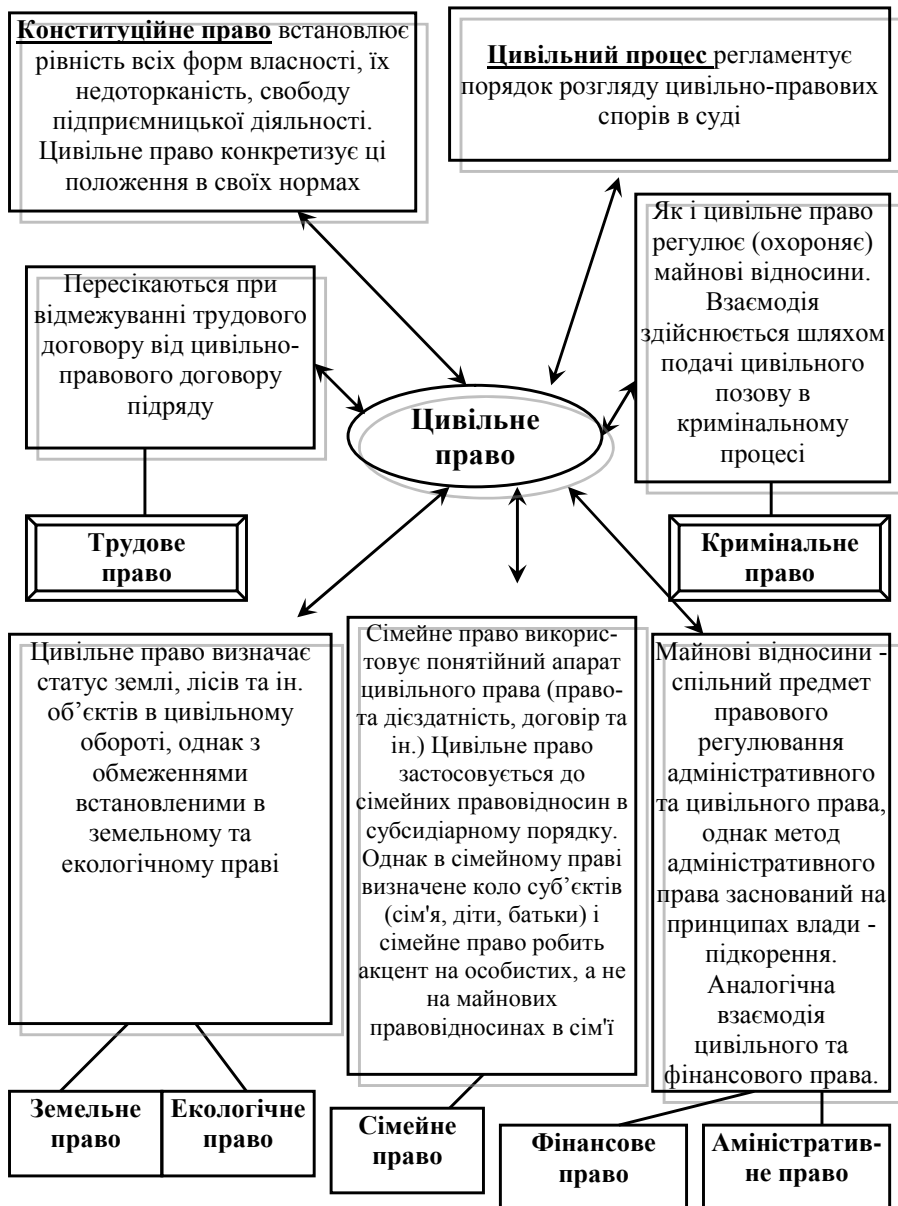 Конституційне право встановлює
рівність всіх форм власності, їх
недоторканість, свободу
підприємницької діяльності.
Цивільне право конкретизує ці
положення в своїх нормах
Цивільний процес регламентує
порядок розгляду цивільно-правових
спорів в суді
Пересікаються при
відмежуванні трудового
договору від цивільно-
правового договору
підряду
Як і цивільне право
регулює (охороняє)
майнові відносини.
Взаємодія
здійснюється шляхом
подачі цивільного
позову в
кримінальному
процесі
Цивільне
право
Трудове
право
Кримінальне
право
Цивільне право визначає
статус землі, лісів та ін.
об’єктів в цивільному
обороті, однак з
обмеженнями
встановленими в
земельному та
екологічному праві
Сімейне право викорис-
товує понятійний апарат
цивільного права (право-
та дієздатність, договір та
ін.) Цивільне право
застосовується до
сімейних правовідносин в
субсидіарному порядку.
Однак в сімейному праві
визначене коло суб’єктів
(сім'я, діти, батьки) і
сімейне право робить
акцент на особистих, а не
на майнових
правовідносинах в сім'ї
Майнові відносини -
спільний предмет
правового
регулювання
адміністративного
та цивільного права,
однак метод
адміністративного
права заснований на
принципах влади -
підкорення.
Аналогічна
взаємодія
цивільного та
фінансового права.
Земельне
право
Екологічне
право
Сімейне
право
Фінансове
право
Аміністратив-
не право